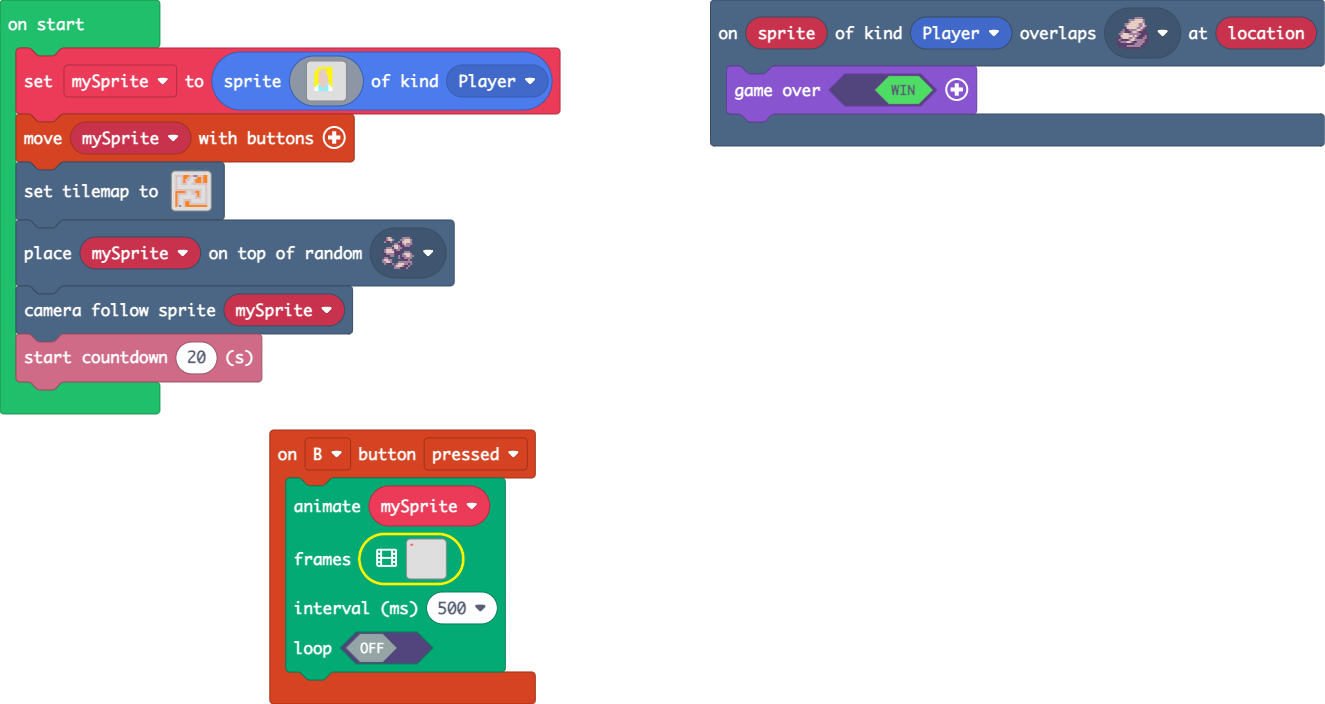 on start
set mySprite to sprite of kind Player
move mySprite with buttons
set tilemap to
place mySprite on top of random
camera follow sprite mySprite
start countdown 20 (s)
on sprite of kind Player overlaps at location
game over WIN
on B button pressed
animate mySprite
frames
interval (ms) 500
loop OFF